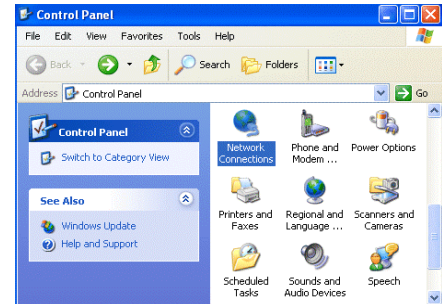 Control Panel
File Edit View Favorites Tools Help
Back Search Folders
Address Control Panel Go
Control Panel
Switch to Category View
See Also
Windows Update
Help and Support
Network Connections
Phone and Modem ...
Power Options
Printers and Faxes
Regional and Language ...
Scanners and Cameras
Scheduled Tasks
Sounds and Audio Devices
Speech